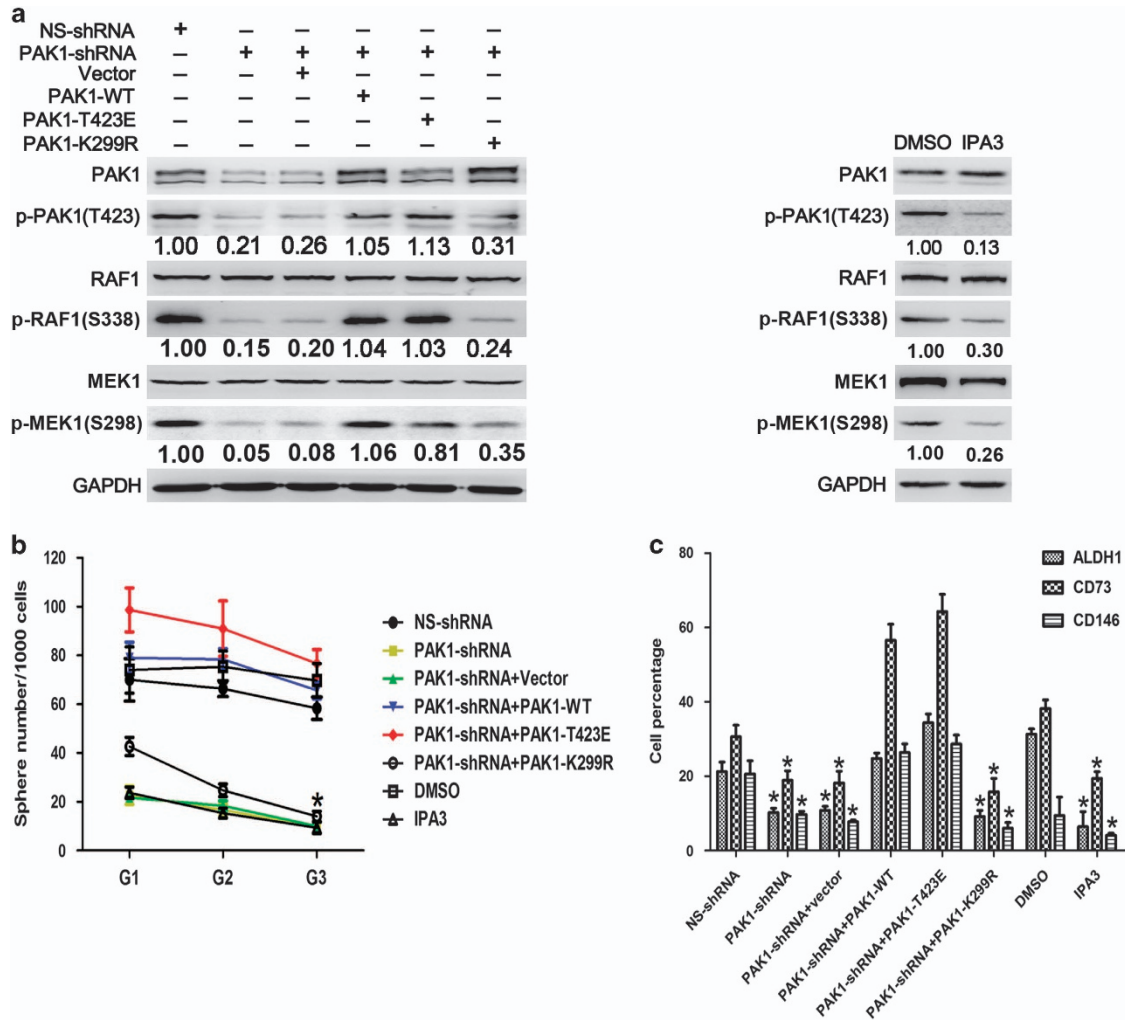 a
NS-shRNA + – – – – –
PAK1-shRNA – + + + + +
Vector – – + – – –
PAK1-WT – – – + – –
PAK1-T423E – – – – + –
PAK1-K299R – – – – – +
PAK1
p-PAK1(T423)
1.00 0.21 0.26 1.05 1.13 0.31
RAF1
p-RAF1(S338)
1.00 0.15 0.20 1.04 1.03 0.24
MEK1
p-MEK1(S298)
1.00 0.05 0.08 1.06 0.81 0.35
GAPDH
DMSO IPA3
PAK1
p-PAK1(T423)
1.00 0.13
RAF1
p-RAF1(S338)
1.00 0.30
MEK1
p-MEK1(S298)
1.00 0.26
GAPDH
b
Sphere number/1000 cells
120
100
80
60
40
20
0
G1 G2 G3
*
NS-shRNA
PAK1-shRNA
PAK1-shRNA+Vector
PAK1-shRNA+PAK1-WT
PAK1-shRNA+PAK1-T423E
PAK1-shRNA+PAK1-K299R
DMSO
IPA3
c
Cell percentage
80
60
40
20
0
ALDH1
CD73
CD146
* * *
* * *
* * *
* * *
NS-shRNA
PAK1-shRNA
PAK1-shRNA+vector
PAK1-shRNA+PAK1-WT
PAK1-shRNA+PAK1-T423E
PAK1-shRNA+PAK1-K299R
DMSO
IPA3